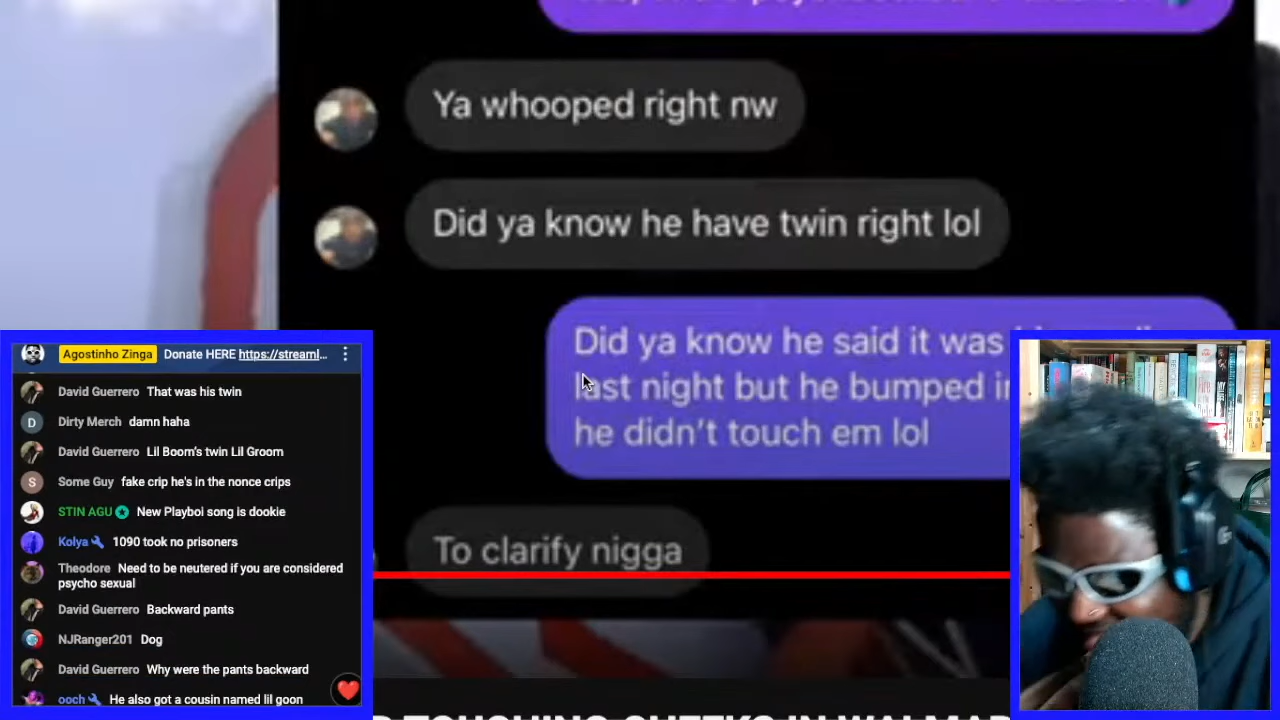 Ya whooped right nw
Did ya know he have twin right lol
Did ya know he said it was
last night but he bumped in
he didn't touch em lol
To clarify nigga
Agostinho Zinga Donate HERE https://streaml...
David Guerrero That was his twin
D Dirty Merch damn haha
David Guerrero Lil Boom's twin Lil Groom
S Some Guy fake crip he's in the nonce crips
STIN AGU New Playboi song is dookie
Kolya 1090 took no prisoners
Theodore Need to be neutered if you are considered
psycho sexual
David Guerrero Backward pants
NJRanger201 Dog
David Guerrero Why were the pants backward
ooch He also got a cousin named lil goon